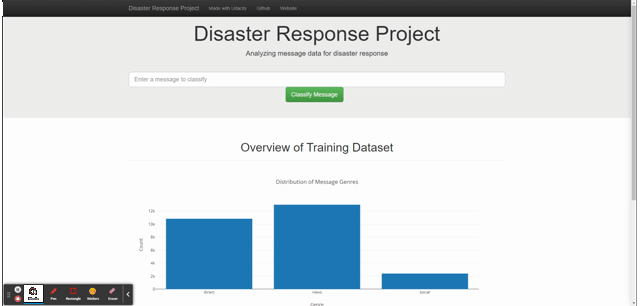 Disaster Response Project Made with Udacity Github Website
Disaster Response Project
Analyzing message data for disaster response
Enter a message to classify
Classify Message
Overview of Training Dataset
Distribution of Message Genres
12k
10k
8k
6k
4k
2k
0
Count
direct
news
social
Genre
Pen Rectangle Stickers Eraser